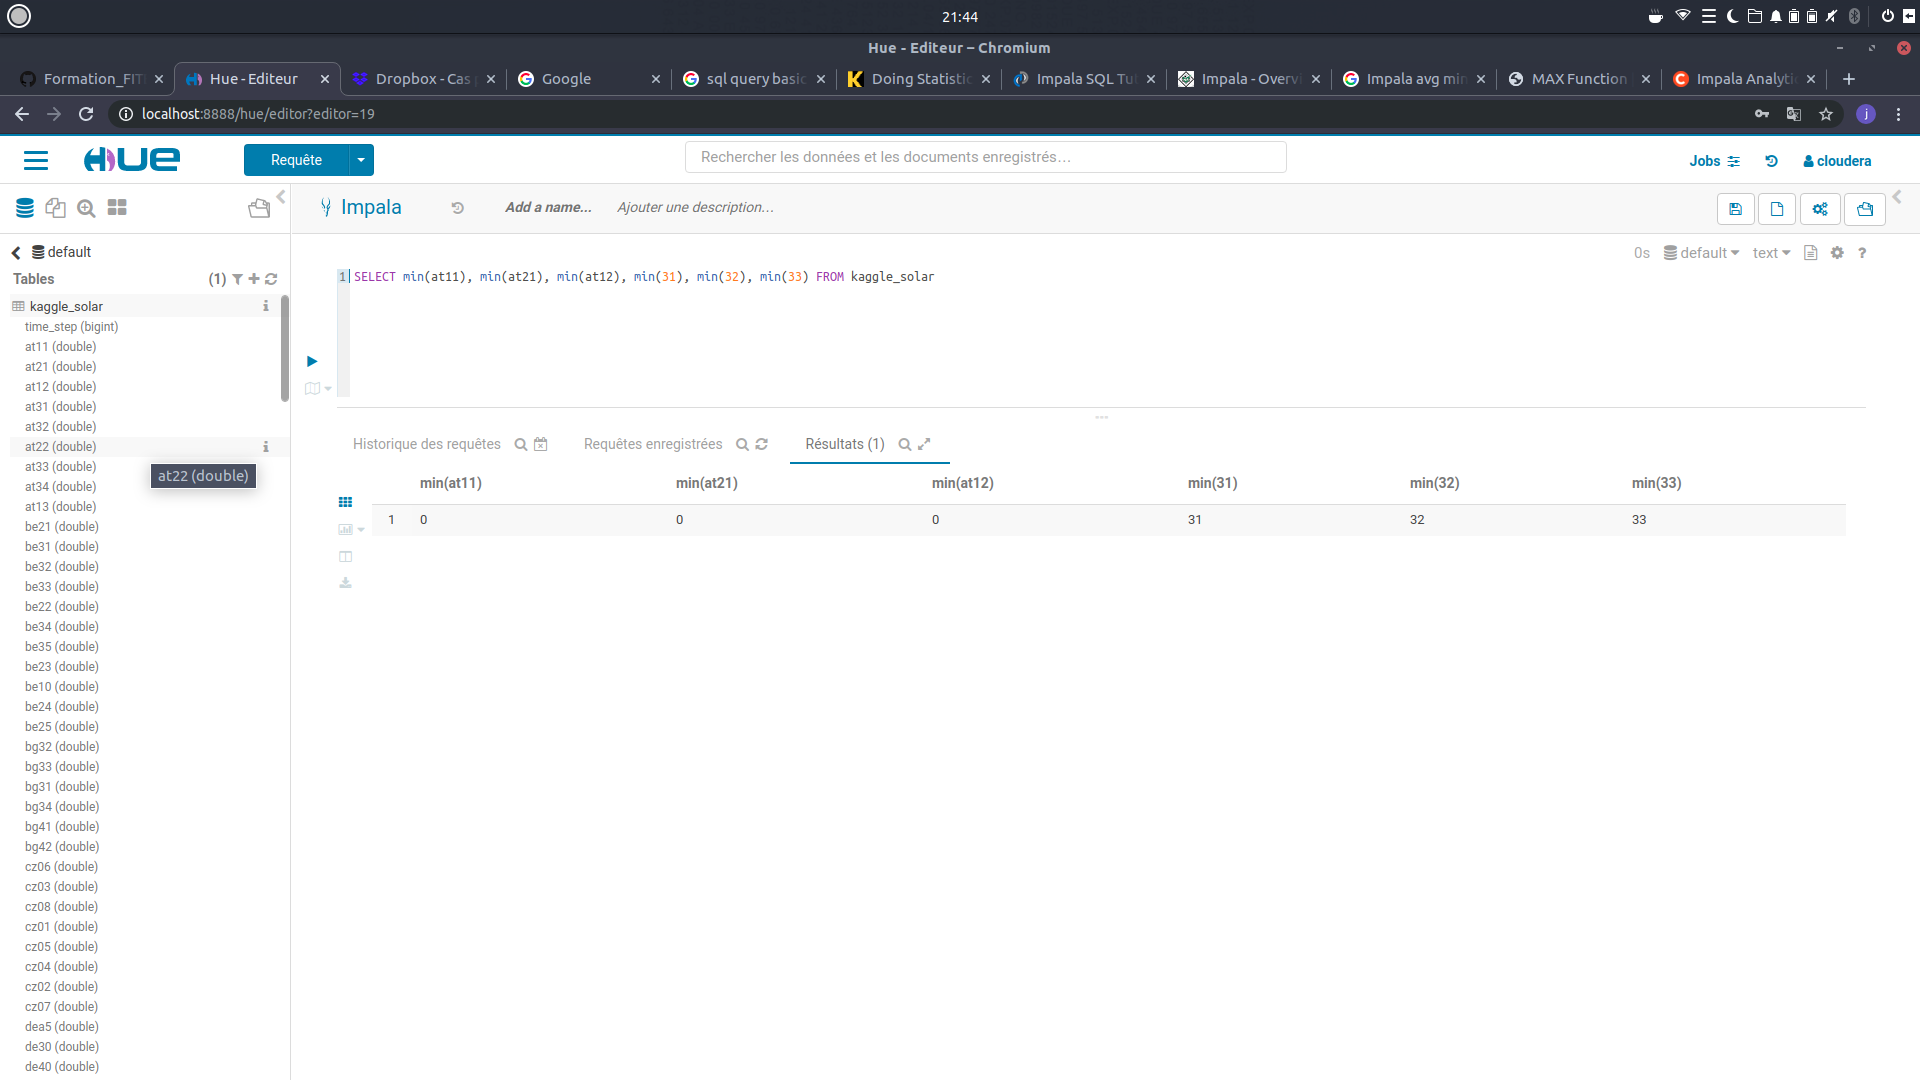 21:44
Hue - Editeur – Chromium
Formation_FIT
Hue - Editeur
Dropbox - Cas
Google
sql query basic
Doing Statistic
Impala SQL Tut
Impala - Overvi
Impala avg min
MAX Function
Impala Analytic
localhost:8888/hue/editor?editor=19
j
HUE
Requête
Rechercher les données et les documents enregistrés…
Jobs
cloudera
Impala
Add a name...
Ajouter une description…
default
0s
default
text
?
Tables
(1)
1
SELECT min(at11), min(at21), min(at12), min(31), min(32), min(33) FROM kaggle_solar
kaggle_solar
time_step (bigint)
at11 (double)
at21 (double)
at12 (double)
at31 (double)
at32 (double)
at22 (double)
at33 (double)
at22 (double)
at34 (double)
at13 (double)
be21 (double)
be31 (double)
be32 (double)
be33 (double)
be22 (double)
be34 (double)
be35 (double)
be23 (double)
be10 (double)
be24 (double)
be25 (double)
bg32 (double)
bg33 (double)
bg31 (double)
bg34 (double)
bg41 (double)
bg42 (double)
cz06 (double)
cz03 (double)
cz08 (double)
cz01 (double)
cz05 (double)
cz04 (double)
cz02 (double)
cz07 (double)
dea5 (double)
de30 (double)
de40 (double)
Historique des requêtes
Requêtes enregistrées
Résultats (1)
min(at11) min(at21) min(at12) min(31) min(32) min(33)
1 0 0 0 31 32 33